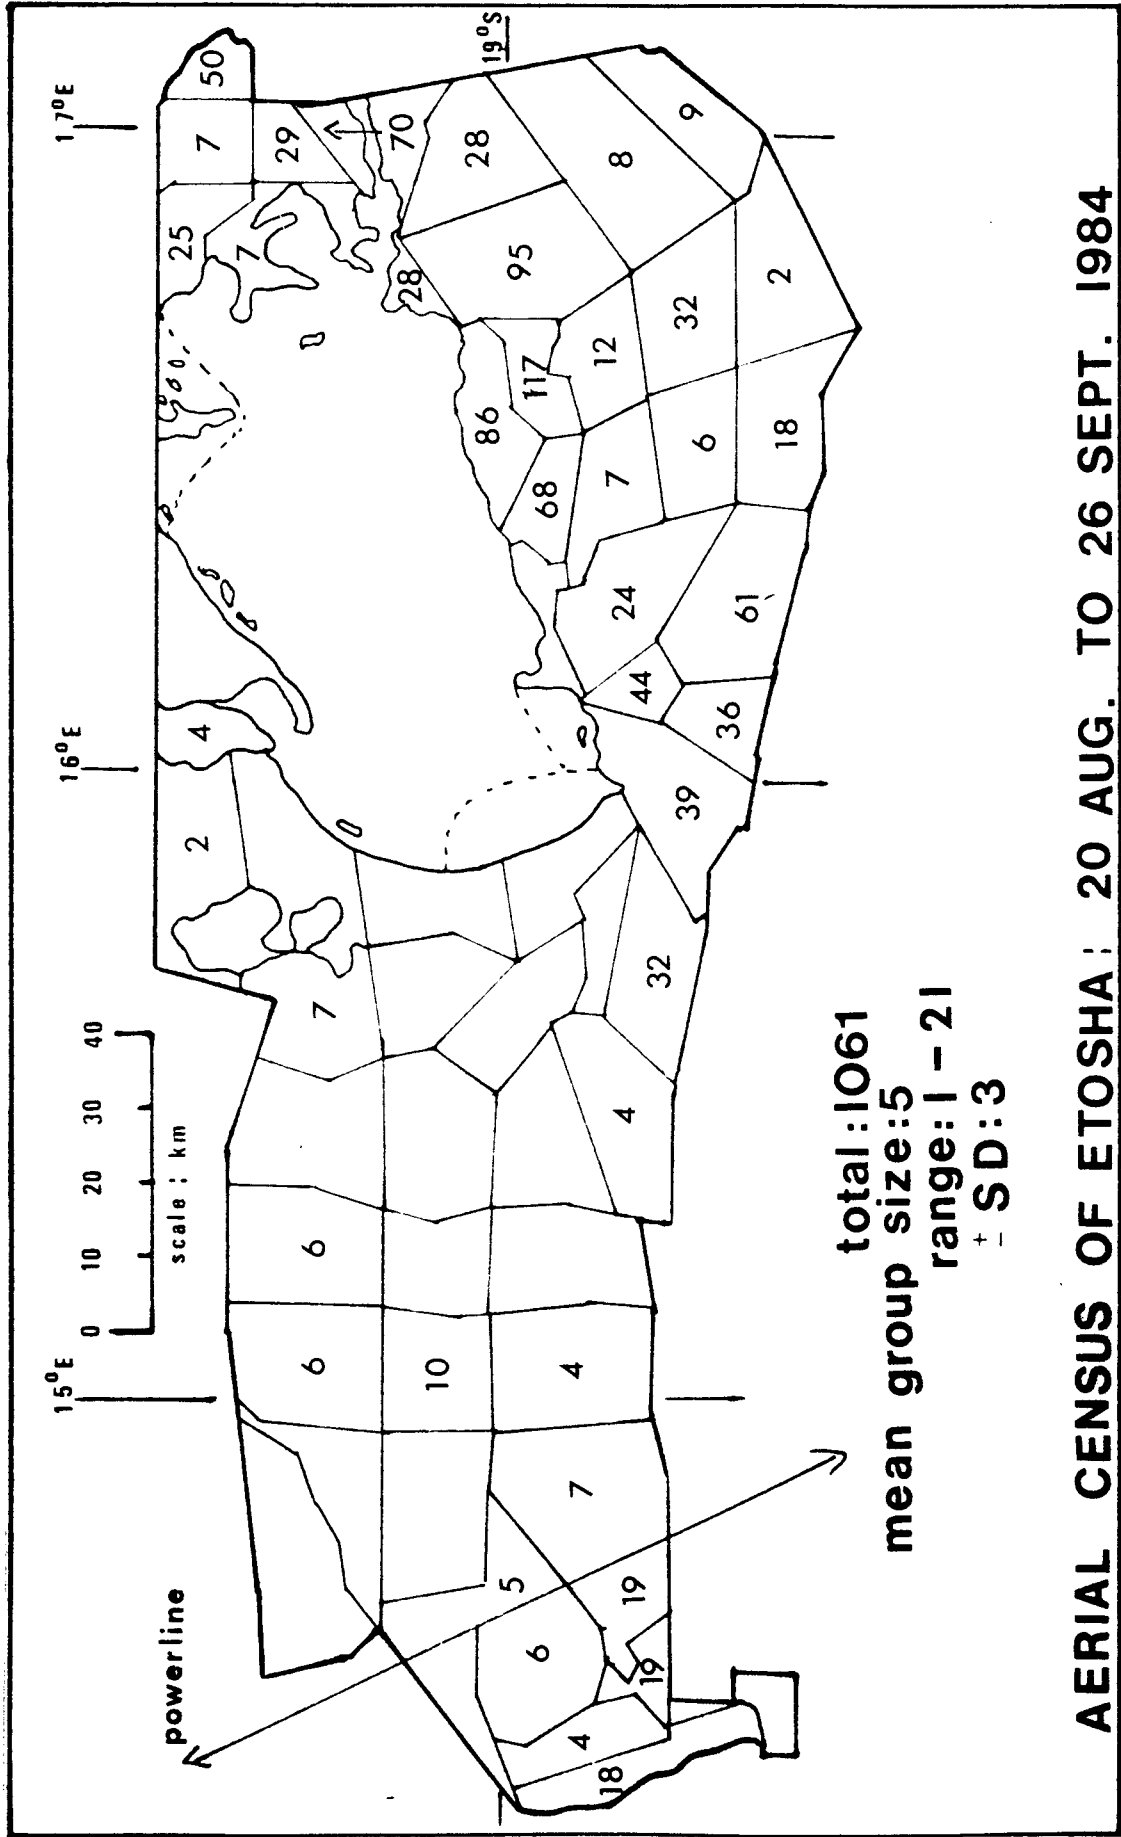 15°E 16°E 17°E
0 10 20 30 40
powerline
scale : km
2 4 25 7 50
7
29
6 6 7
28 70
10
86 28
19°S
5 95
6 68 117
4 7 4
18 7 12
4 24 8
19 19 44
32 39 32 9
36 61 6
18 2
total:1061
mean group size:5
range:1-21
± SD:3
AERIAL CENSUS OF ETOSHA: 20 AUG. TO 26 SEPT. 1984